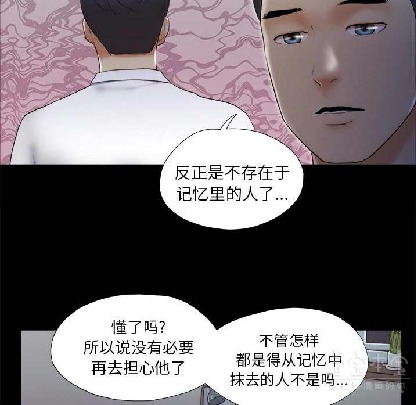 反正是不存在于
记忆里的人了...
懂了吗?
所以说没有必要
再去担心他了
不管怎样
都是得从记忆中
抹去的人不是吗...